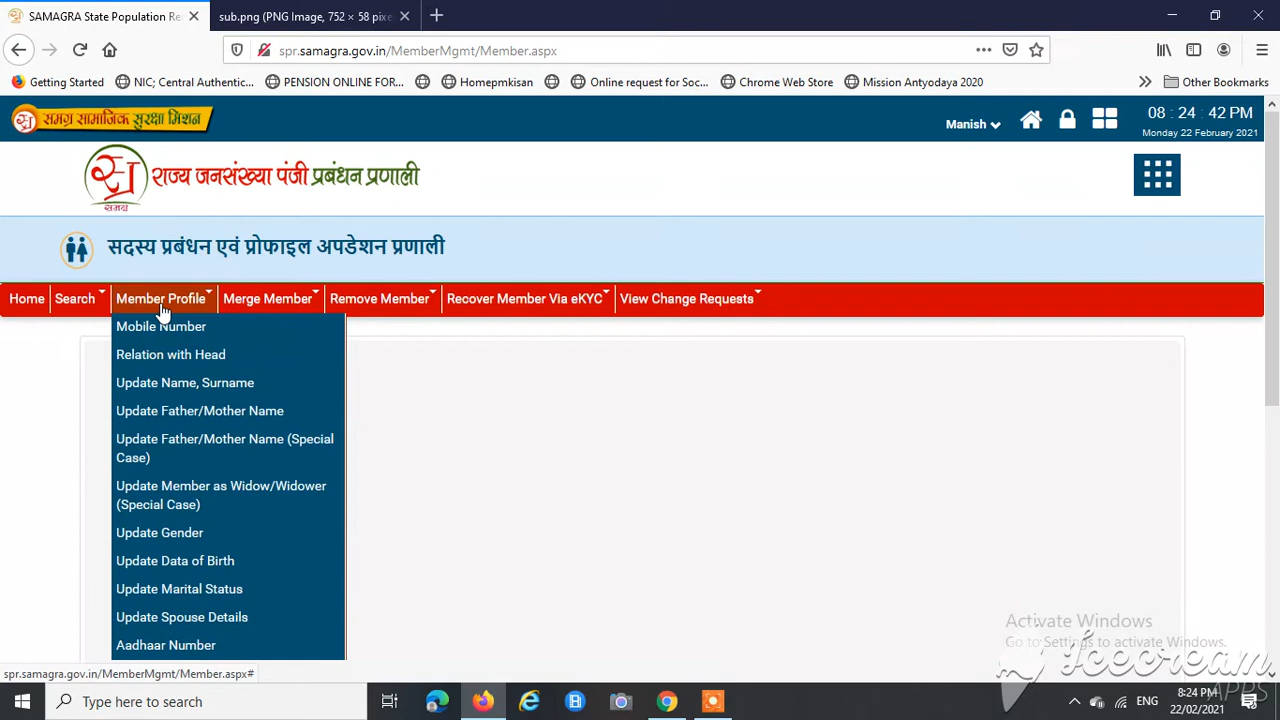 SAMAGRA State Population Re
sub.png (PNG Image, 752 × 58 pixe
spr.samagra.gov.in/MemberMgmt/Member.aspx
Getting Started
NIC; Central Authentic...
PENSION ONLINE FOR...
Homepmkisan
Online request for Soc...
Chrome Web Store
Mission Antyodaya 2020
Other Bookmarks
समग्र सामाजिक सुरक्षा मिशन
Manish
08 : 24 : 42 PM
Monday 22 February 2021
समग्र
राज्य जनसंख्या पंजी प्रबंधन प्रणाली
सदस्य प्रबंधन एवं प्रोफाइल अपडेशन प्रणाली
Home Search Member Profile Merge Member Remove Member Recover Member Via eKYC View Change Requests
Mobile Number
Relation with Head
Update Name, Surname
Update Father/Mother Name
Update Father/Mother Name (Special
Case)
Update Member as Widow/Widower
(Special Case)
Update Gender
Update Data of Birth
Update Marital Status
Update Spouse Details
Aadhaar Number
Activate Windows
Go to Settings to activate Windows.
Icecream
APPS
spr.samagra.gov.in/MemberMgmt/Member.aspx#
Type here to search
ENG
8:24 PM
22/02/2021